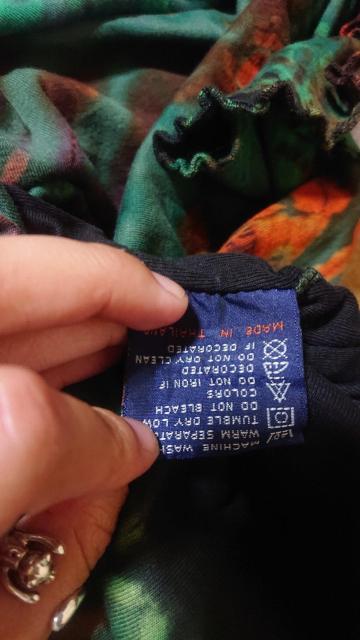 MACHINE WASH
WARM SEPARATE
TUMBLE DRY LOW
DO NOT BLEACH
COLORS
DO NOT IRON IF
DECORATED
DO NOT DRY CLEAN
IF DECORATED
MADE IN THAILAND